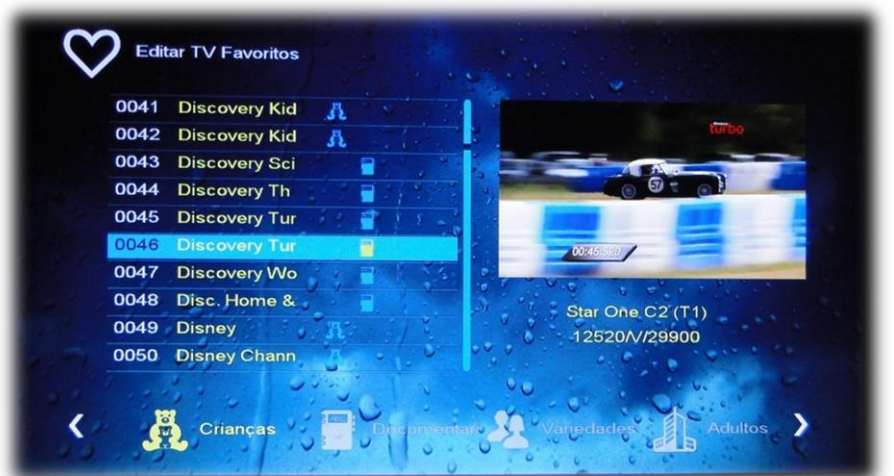 Editar TV Favoritos
0041 Discovery Kid
0042 Discovery Kid
0043 Discovery Sci
0044 Discovery Th
0045 Discovery Tur
0046 Discovery Tur
0047 Discovery Wo
0048 Disc. Home &
0049 Disney
0050 Disney Chann
turbo
57
00:45:520
Star One C2 (T1)
12520/V/29900
Crianças
Documentari
Variedades
Adultos